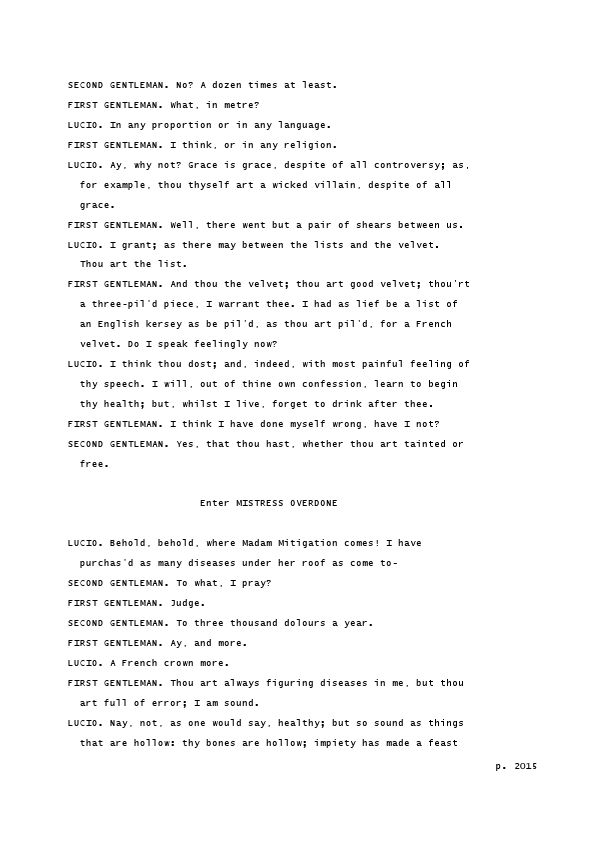 SECOND GENTLEMAN. No? A dozen times at least.
FIRST GENTLEMAN. What, in metre?
LUCIO. In any proportion or in any language.
FIRST GENTLEMAN. I think, or in any religion.
LUCIO. Ay, why not? Grace is grace, despite of all controversy; as,
for example, thou thyself art a wicked villain, despite of all
grace.
FIRST GENTLEMAN. Well, there went but a pair of shears between us.
LUCIO. I grant; as there may between the lists and the velvet.
Thou art the list.
FIRST GENTLEMAN. And thou the velvet; thou art good velvet; thou'rt
a three-pil'd piece, I warrant thee. I had as lief be a list of
an English kersey as be pil'd, as thou art pil'd, for a French
velvet. Do I speak feelingly now?
LUCIO. I think thou dost; and, indeed, with most painful feeling of
thy speech. I will, out of thine own confession, learn to begin
thy health; but, whilst I live, forget to drink after thee.
FIRST GENTLEMAN. I think I have done myself wrong, have I not?
SECOND GENTLEMAN. Yes, that thou hast, whether thou art tainted or
free.
Enter MISTRESS OVERDONE
LUCIO. Behold, behold, where Madam Mitigation comes! I have
purchas'd as many diseases under her roof as come to-
SECOND GENTLEMAN. To what, I pray?
FIRST GENTLEMAN. Judge.
SECOND GENTLEMAN. To three thousand dolours a year.
FIRST GENTLEMAN. Ay, and more.
LUCIO. A French crown more.
FIRST GENTLEMAN. Thou art always figuring diseases in me, but thou
art full of error; I am sound.
LUCIO. Nay, not, as one would say, healthy; but so sound as things
that are hollow: thy bones are hollow; impiety has made a feast
p. 2015